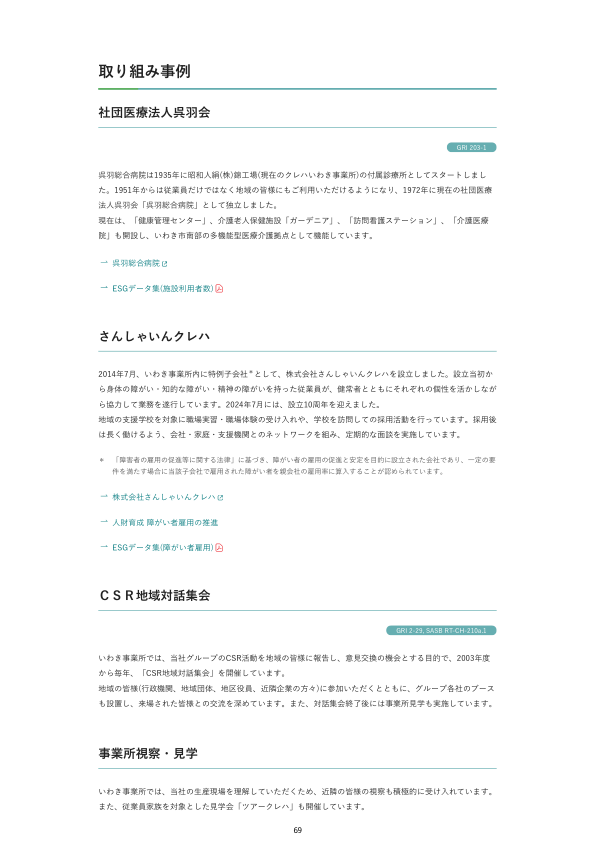 取り組み事例
社団医療法人呉羽会
GRI 203-1
呉羽総合病院は1935年に昭和人絹(株)錦工場(現在のクレハいわき事業所)の付属診療所としてスタートしまし
た。1951年からは従業員だけではなく地域の皆様にもご利用いただけるようになり、1972年に現在の社団医療
法人呉羽会「呉羽総合病院」として独立しました。
現在は、「健康管理センター」、介護老人保健施設「ガーデニア」、「訪問看護ステーション」、「介護医療
院」も開設し、いわき市南部の多機能型医療介護拠点として機能しています。
呉羽総合病院
ESGデータ集(施設利用者数)
さんしゃいんクレハ
2014年7月、いわき事業所内に特例子会社＊として、株式会社さんしゃいんクレハを設立しました。設立当初か
ら身体の障がい・知的な障がい・精神の障がいを持った従業員が、健常者とともにそれぞれの個性を活かしなが
ら協力して業務を遂行しています。2024年7月には、設立10周年を迎えました。
地域の支援学校を対象に職場実習・職場体験の受け入れや、学校を訪問しての採用活動を行っています。採用後
は長く働けるよう、会社・家庭・支援機関とのネットワークを組み、定期的な面談を実施しています。
＊ 「障害者の雇用の促進等に関する法律」に基づき、障がい者の雇用の促進と安定を目的に設立された会社であり、一定の要
件を満たす場合に当該子会社で雇用された障がい者を親会社の雇用率に算入することが認められています。
株式会社さんしゃいんクレハ
人財育成 障がい者雇用の推進
ESGデータ集(障がい者雇用)
ＣＳＲ地域対話集会
GRI 2-29, SASB RT-CH-210a.1
いわき事業所では、当社グループのCSR活動を地域の皆様に報告し、意見交換の機会とする目的で、2003年度
から毎年、「CSR地域対話集会」を開催しています。
地域の皆様(行政機関、地域団体、地区役員、近隣企業の方々)に参加いただくとともに、グループ各社のブース
も設置し、来場された皆様との交流を深めています。また、対話集会終了後には事業所見学も実施しています。
事業所視察・見学
いわき事業所では、当社の生産現場を理解していただくため、近隣の皆様の視察も積極的に受け入れています。
また、従業員家族を対象とした見学会「ツアークレハ」も開催しています。
69